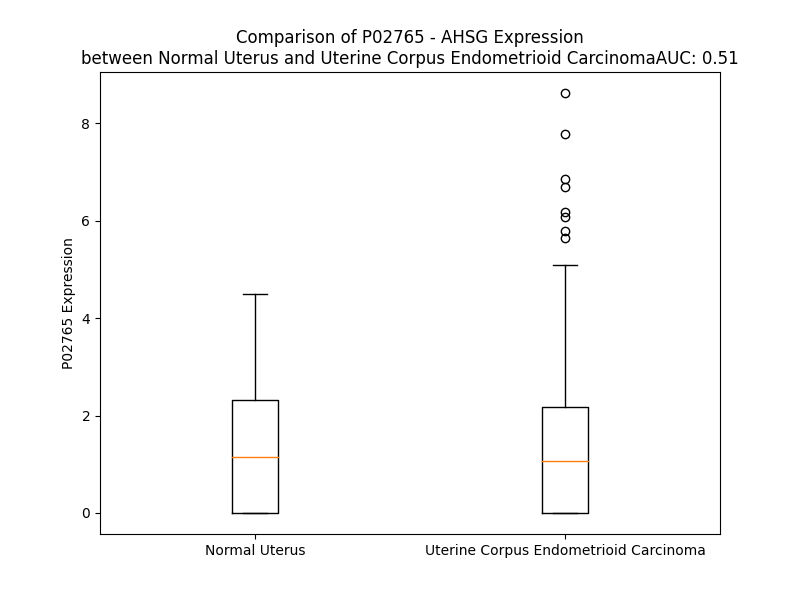 Comparison of P02765 - AHSG Expression
between Normal Uterus and Uterine Corpus Endometrioid CarcinomaAUC: 0.51
8
6
4
2
0
P02765 Expression
Normal Uterus
Uterine Corpus Endometrioid Carcinoma